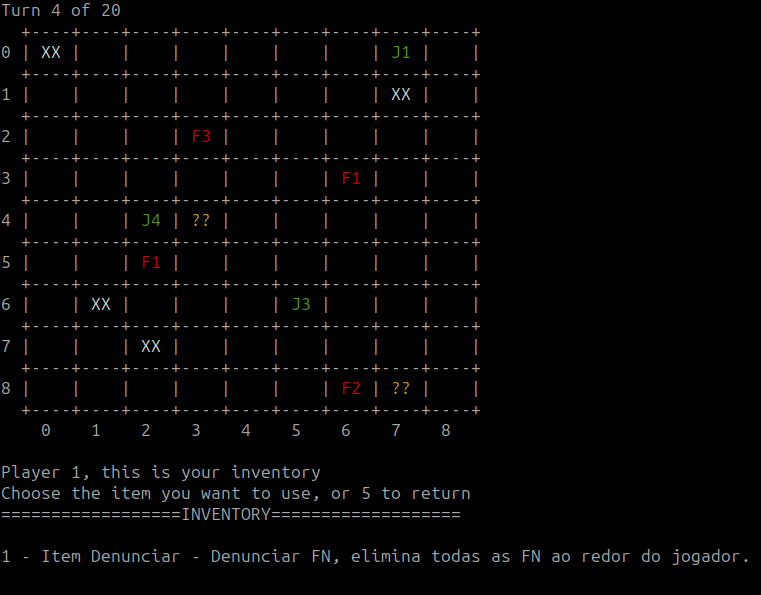 Turn 4 of 20
  +----+----+----+----+----+----+----+----+----+
0 | XX |    |    |    |    |    |    | J1 |    |
  +----+----+----+----+----+----+----+----+----+
1 |    |    |    |    |    |    |    | XX |    |
  +----+----+----+----+----+----+----+----+----+
2 |    |    |    | F3 |    |    |    |    |    |
  +----+----+----+----+----+----+----+----+----+
3 |    |    |    |    |    |    | F1 |    |    |
  +----+----+----+----+----+----+----+----+----+
4 |    |    | J4 | ?? |    |    |    |    |    |
  +----+----+----+----+----+----+----+----+----+
5 |    |    | F1 |    |    |    |    |    |    |
  +----+----+----+----+----+----+----+----+----+
6 |    | XX |    |    |    | J3 |    |    |    |
  +----+----+----+----+----+----+----+----+----+
7 |    |    | XX |    |    |    |    |    |    |
  +----+----+----+----+----+----+----+----+----+
8 |    |    |    |    |    |    | F2 | ?? |    |
  +----+----+----+----+----+----+----+----+----+
    0    1    2    3    4    5    6    7    8
Player 1, this is your inventory
Choose the item you want to use, or 5 to return
==================INVENTORY===================
1 - Item Denunciar - Denunciar FN, elimina todas as FN ao redor do jogador.